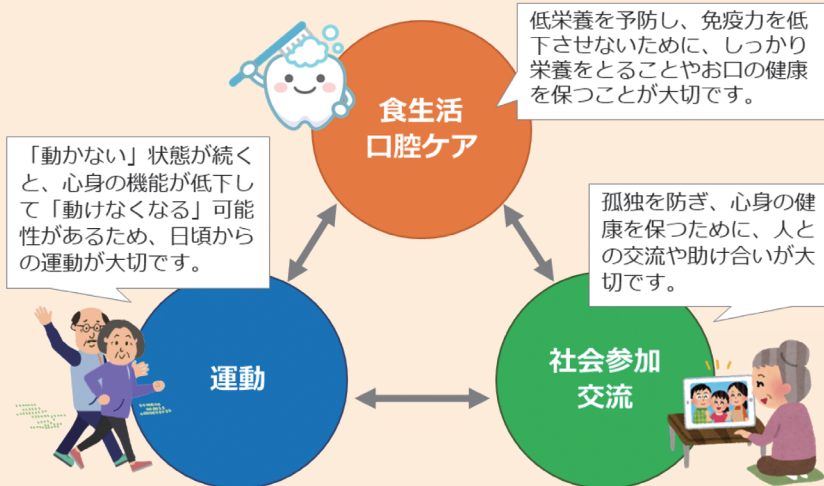 低栄養を予防し、免疫力を低
下させないために、しっかり
栄養をとることやお口の健康
を保つことが大切です。
食生活
口腔ケア
「動かない」状態が続く
と、心身の機能が低下し
て「動けなくなる」可能
性があるため、日頃から
の運動が大切です。
孤独を防ぎ、心身の健
康を保つために、人と
の交流や助け合いが大
切です。
運動
社会参加
交流